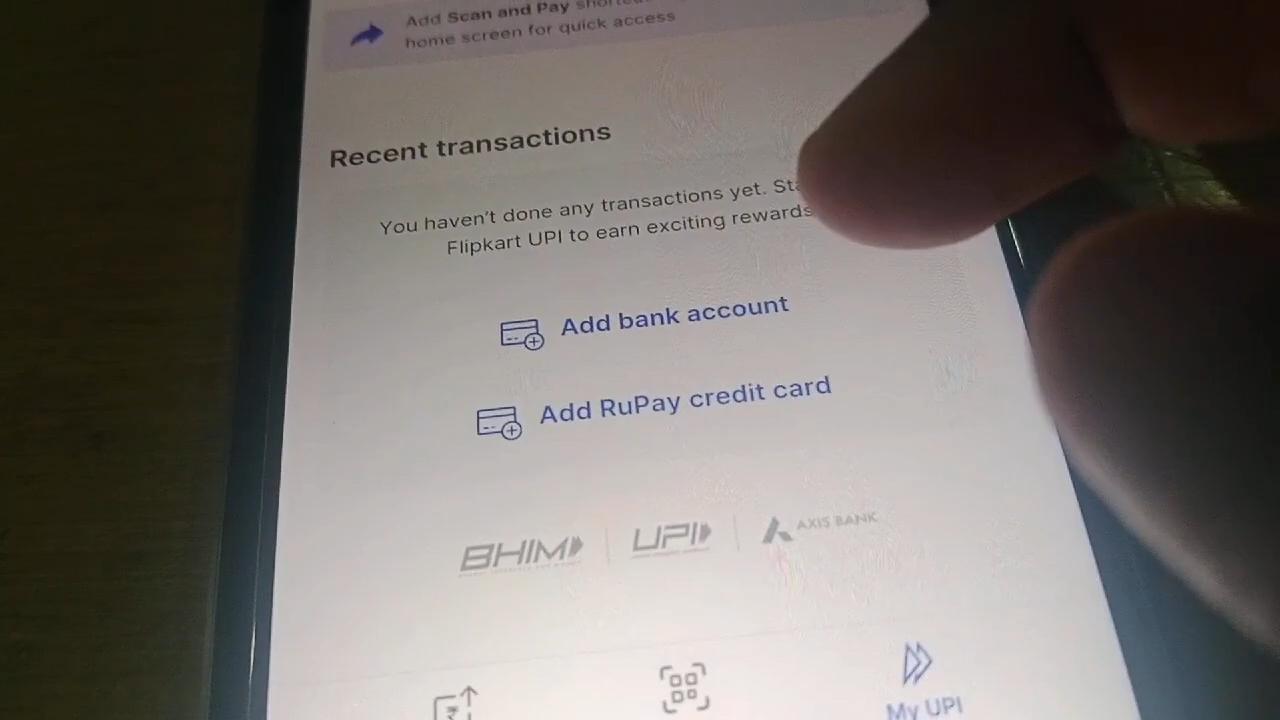 Add Scan and Pay
home screen for quick access
Recent transactions
You haven't done any transactions yet.
Flipkart UPI to earn exciting rewards
Add bank account
Add RuPay credit card
BHIM
UPI
AXIS BANK
My UPI